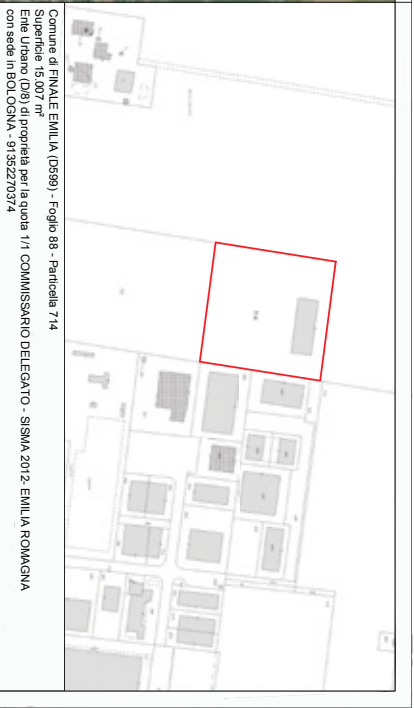 Comune di FINALE EMILIA (D599) - Foglio 88 - Particella 714
Superficie 15.007 m²
Ente Urbano (D/8) di proprietà per la quota 1/1 COMMISSARIO DELEGATO - SISMA 2012- EMILIA ROMAGNA
con sede in BOLOGNA - 91352270374